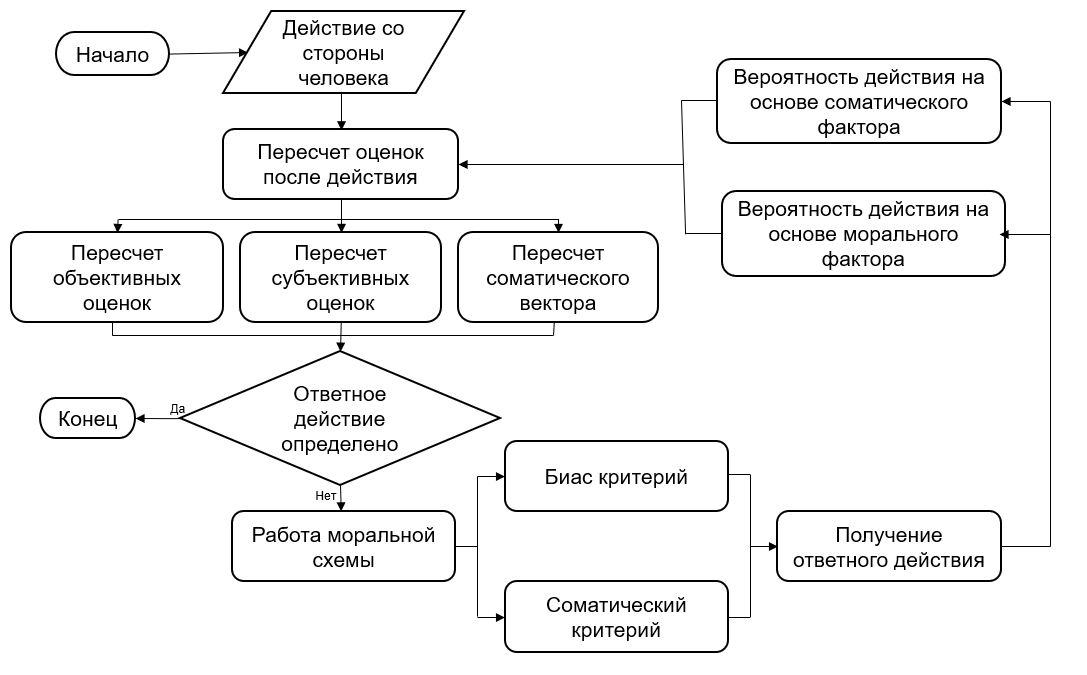 Начало
Действие со
стороны
человека
Вероятность действия на
основе соматического
фактора
Пересчет оценок
после действия
Вероятность действия на
основе морального
фактора
Пересчет
объективных
оценок
Пересчет
субъективных
оценок
Пересчет
соматического
вектора
Ответное
действие
определено
Да
Конец
Нет
Биас критерий
Работа моральной
схемы
Получение
ответного действия
Соматический
критерий